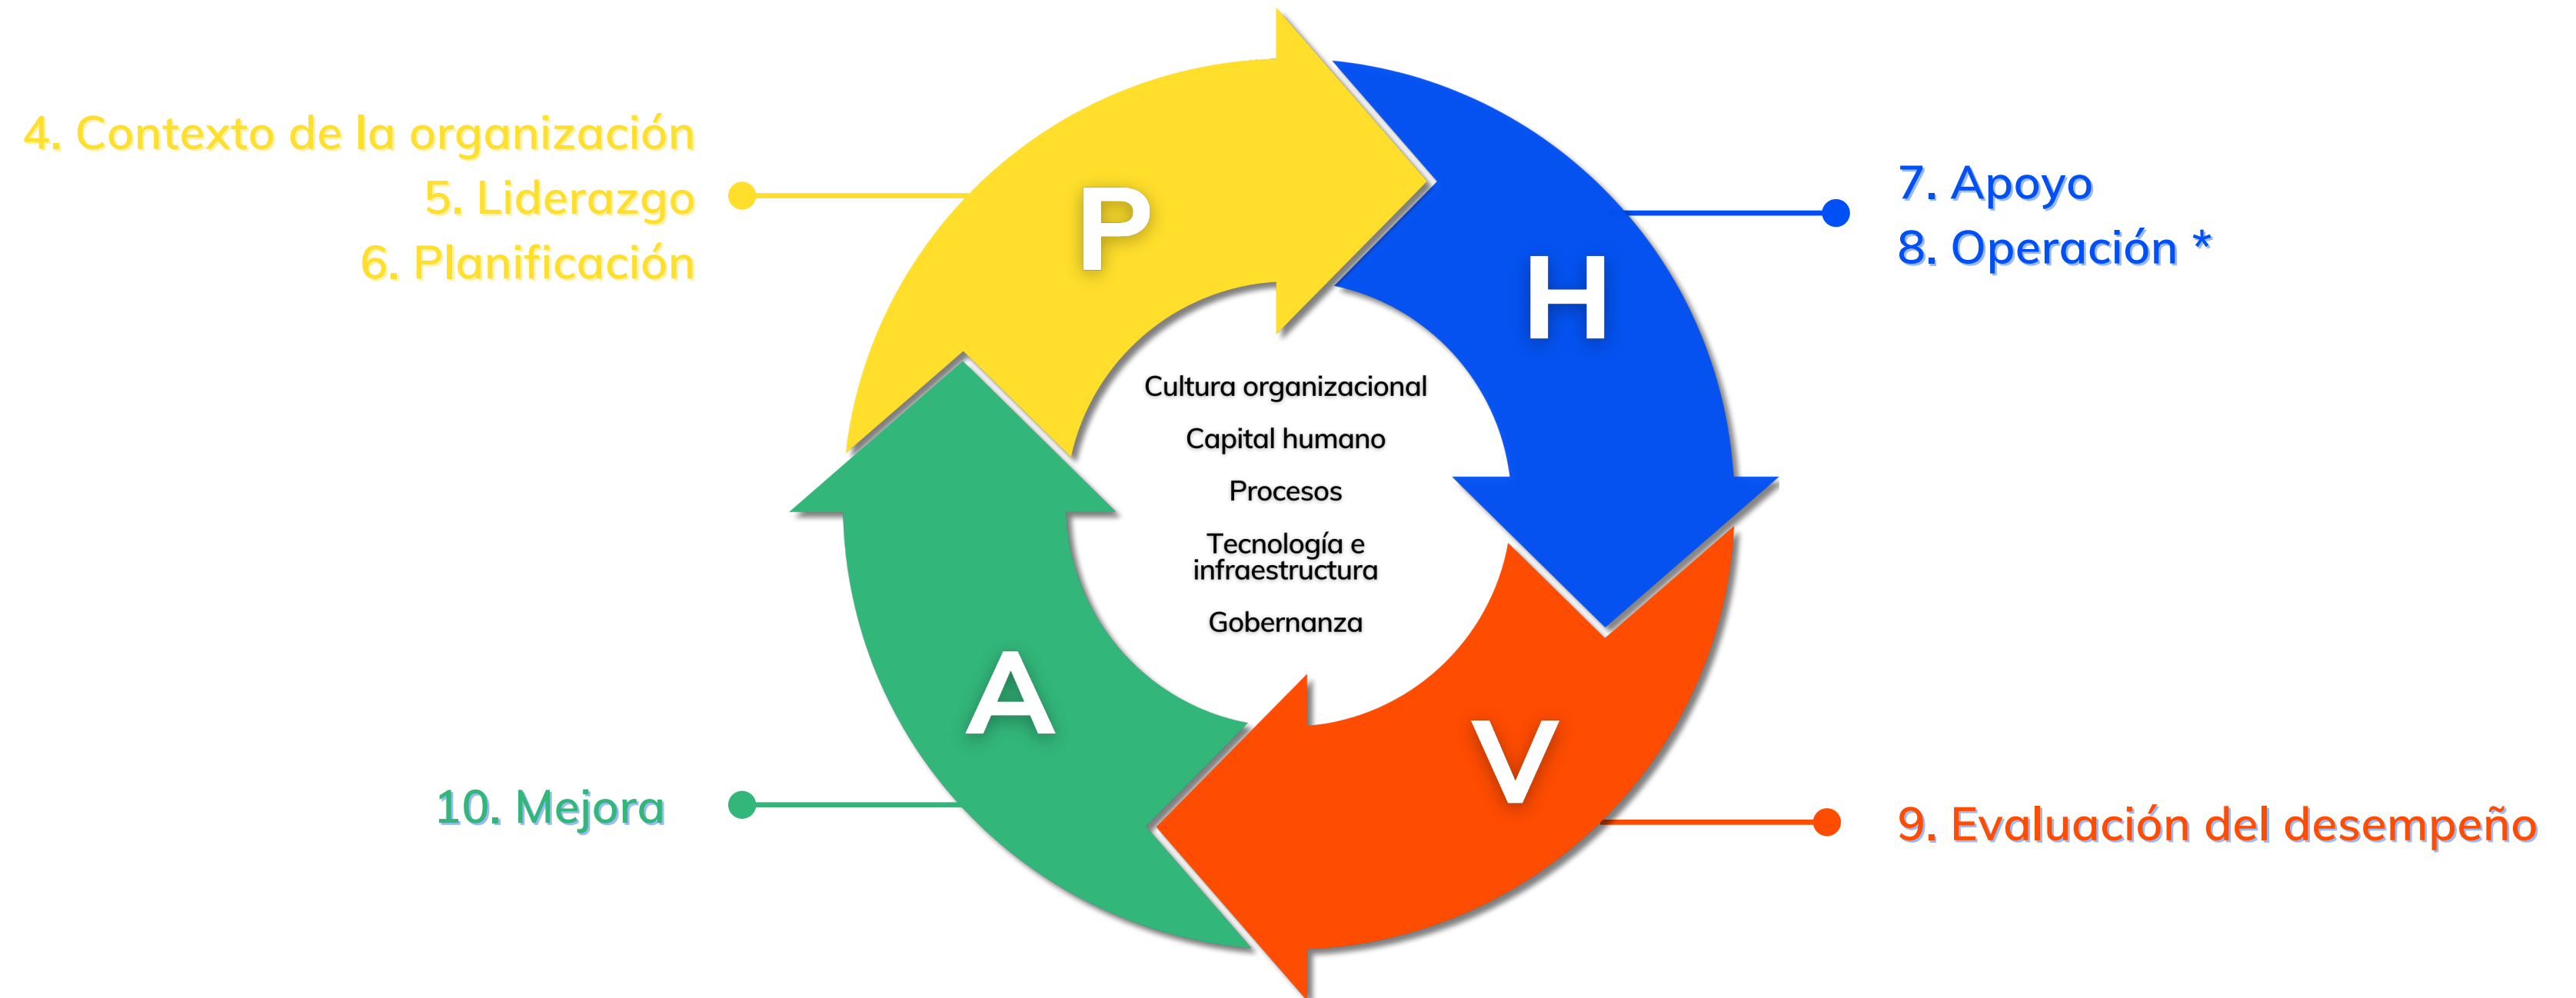 4. Contexto de la organización
5. Liderazgo
6. Planificación
P
H
7. Apoyo
8. Operación *
Cultura organizacional
Capital humano
Procesos
Tecnología e
infraestructura
Gobernanza
A
V
10. Mejora
9. Evaluación del desempeño